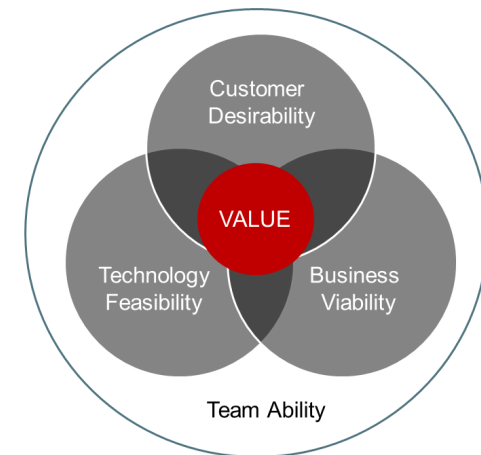 Customer
Desirability
VALUE
Technology
Feasibility
Business
Viability
Team Ability